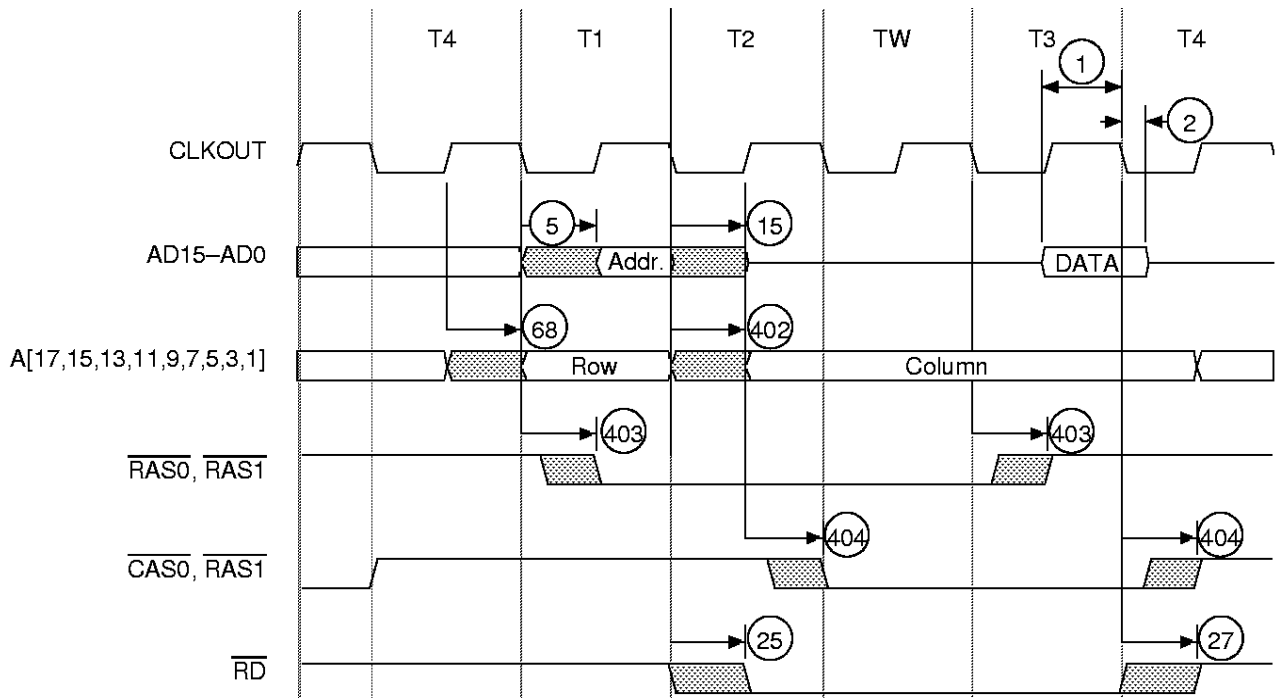 T4 T1 T2 TW T3 T4
1
2
CLKOUT
5 15
AD15–AD0 Addr. DATA
68 402
A[17,15,13,11,9,7,5,3,1] Row Column
403 403
RAS0, RAS1
404 404
CAS0, RAS1
25 27
RD